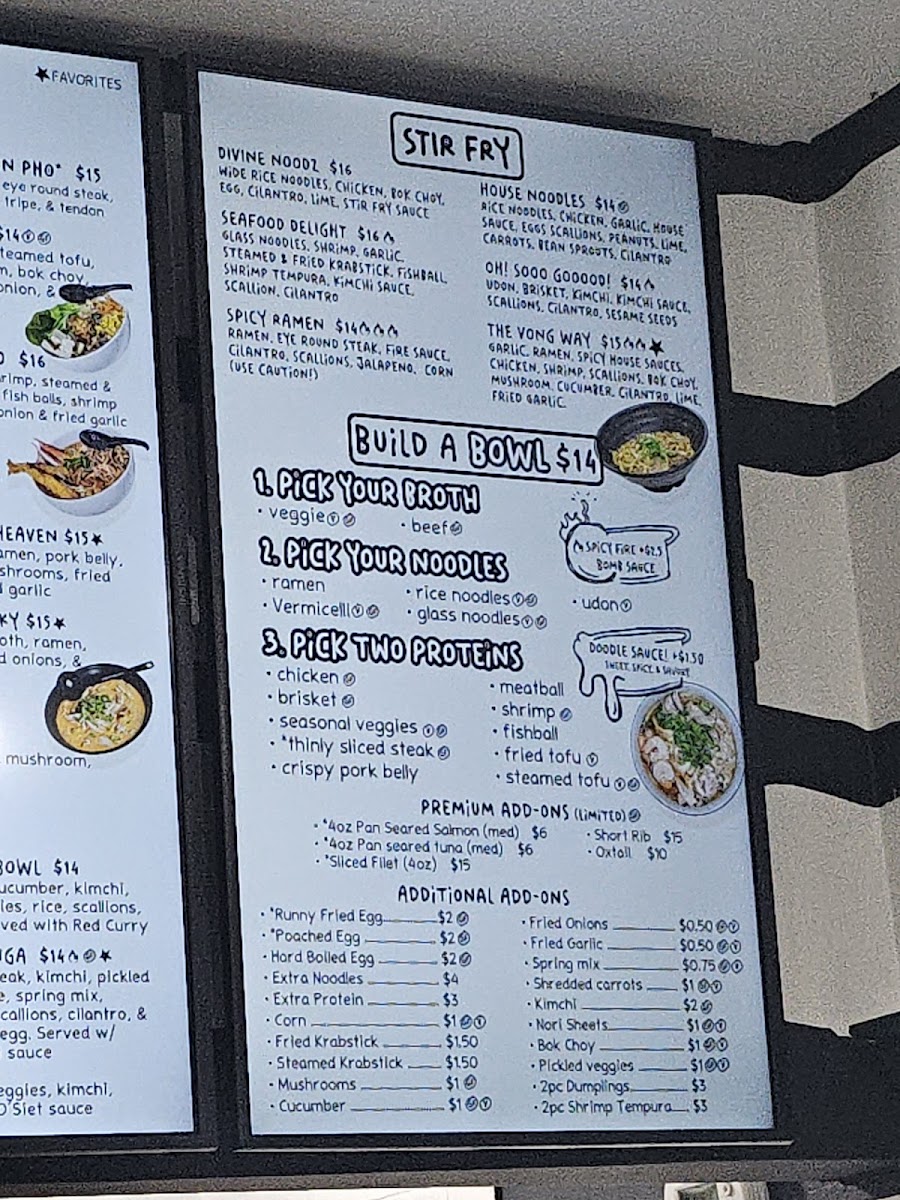 ★FAVORITES
N PHO* $15
eye round steak,
tripe, & tendon
$14
teamed tofu,
m, bok choy
onion, &
O $16
rimp, steamed &
fish balls, shrimp
onion & fried garlic
HEAVEN $15★
amen, pork belly,
shrooms, fried
d garlic
KY $15★
oth, ramen,
d onions, &
mushroom,
BOWL $14
ucumber, kimchi,
les, rice, scallions,
ved with Red Curry
GA $14 ★
eak, kimchi, pickled
e, spring mix,
callions, cilantro, &
egg. Served w/
sauce
eggies, kimchi,
O'Siet sauce
STIR FRY
DIVINE NOODZ $16
WIDE RICE NOODLES, CHICKEN, BOK CHOY,
EGG, CILANTRO, LIME, STIR FRY SAUCE
SEAFOOD DELIGHT $16
GLASS NOODLES, SHRIMP, GARLIC,
STEAMED & FRIED KRABSTICK, FISHBALL
SHRIMP TEMPURA, KIMCHI SAUCE,
SCALLION, CILANTRO
SPICY RAMEN $14
RAMEN, EYE ROUND STEAK, FIRE SAUCE,
CILANTRO, SCALLIONS, JALAPENO, CORN
(USE CAUTION!)
HOUSE NOODLES $14
RICE NOODLES, CHICKEN, GARLIC, HOUSE
SAUCE, EGGS SCALLIONS, PEANUTS, LIME,
CARROTS, BEAN SPROUTS, CILANTRO
OH! SOOO GOOOOD! $14
UDON, BRISKET, KIMCHI, KIMCHI SAUCE,
SCALLIONS, CILANTRO, SESAME SEEDS
THE VONG WAY $15 ★
GARLIC, RAMEN, SPICY HOUSE SAUCES,
CHICKEN, SHRIMP, SCALLIONS, BOK CHOY,
MUSHROOM, CUCUMBER, CILANTRO, LIME,
FRIED GARLIC
BUILD A BOWL $14
1. PICK YOUR BROTH
• veggie Ⓥ • beef
SPICY FIRE +$2.5
BOMB SAUCE
2. PICK YOUR NOODLES
• ramen • rice noodles Ⓥ • udon Ⓥ
• Vermicelli Ⓥ • glass noodles Ⓥ
3. PICK TWO PROTEINS
DOODLE SAUCE! +$1.50
SWEET, SPICY, & SAVORY
• chicken
• brisket
• seasonal veggies Ⓥ
• *thinly sliced steak
• crispy pork belly
• meatball
• shrimp
• fishball
• fried tofu Ⓥ
• steamed tofu Ⓥ
PREMIUM ADD-ONS (LIMITED)
• *4oz Pan Seared Salmon (med) $6
• *4oz Pan seared tuna (med) $6
• *Sliced Filet (4oz) $15
• Short Rib $15
• Oxtail $10
ADDITIONAL ADD-ONS
• *Runny Fried Egg $2
• *Poached Egg $2
• Hard Boiled Egg $2
• Extra Noodles $4
• Extra Protein $3
• Corn $1 Ⓥ
• Fried Krabstick $1.50
• Steamed Krabstick $1.50
• Mushrooms $1
• Cucumber $1 Ⓥ
• Fried Onions $0.50 Ⓥ
• Fried Garlic $0.50 Ⓥ
• Spring mix $0.75 Ⓥ
• Shredded carrots $1 Ⓥ
• Kimchi $2
• Nori Sheets $1 Ⓥ
• Bok Choy $1 Ⓥ
• Pickled veggies $1 Ⓥ
• 2pc Dumplings $3
• 2pc Shrimp Tempura $3